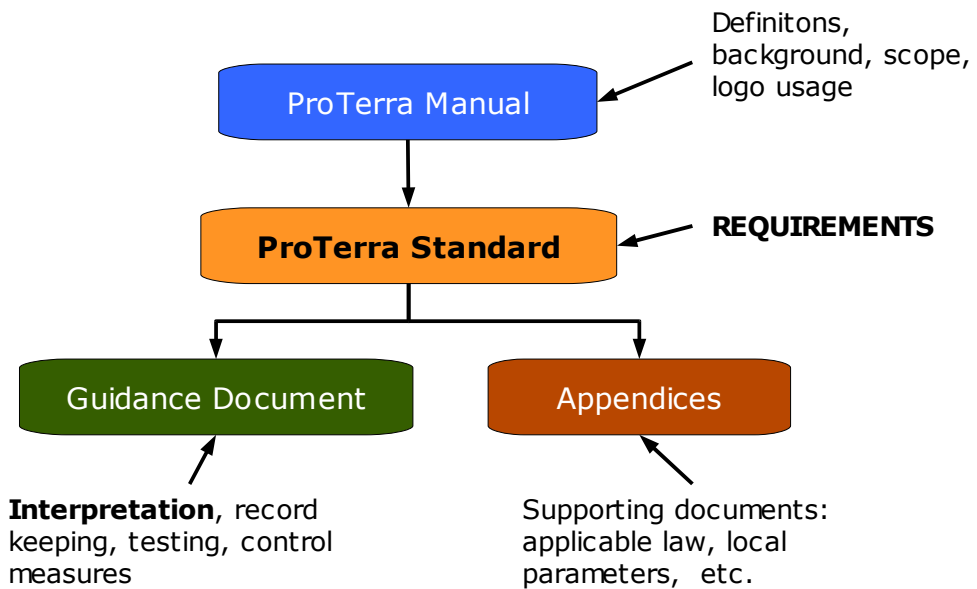 Definitons,
background, scope,
logo usage
ProTerra Manual
ProTerra Standard
REQUIREMENTS
Guidance Document
Appendices
Interpretation, record
keeping, testing, control
measures
Supporting documents:
applicable law, local
parameters, etc.